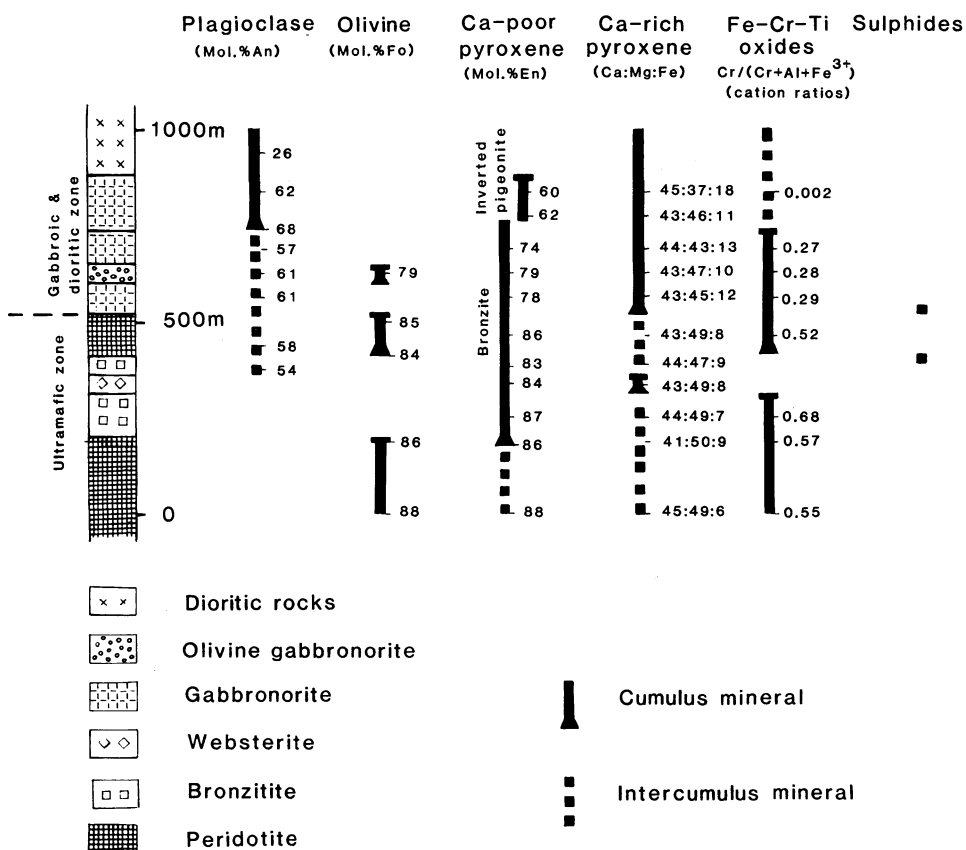 Plagioclase Olivine Ca-poor Ca-rich Fe-Cr-Ti Sulphides
(Mol.%An) (Mol.%Fo) pyroxene pyroxene oxides
(Mol.%En) (Ca:Mg:Fe) Cr/(Cr+Al+Fe3+)
(cation ratios)
Gabbroic &
dioritic zone
Ultramafic zone
1000m
500m
0
26
62
68
57
61
61
58
54
79
85
84
86
88
Inverted
pigeonite
Bronzite
60
62
74
79
78
86
83
84
87
86
88
45:37:18
43:46:11
44:43:13
43:47:10
43:45:12
43:49:8
44:47:9
43:49:8
44:49:7
41:50:9
45:49:6
0.002
0.27
0.28
0.29
0.52
0.68
0.57
0.55
Dioritic rocks
Olivine gabbronorite
Gabbronorite
Websterite
Bronzitite
Peridotite
Cumulus mineral
Intercumulus mineral